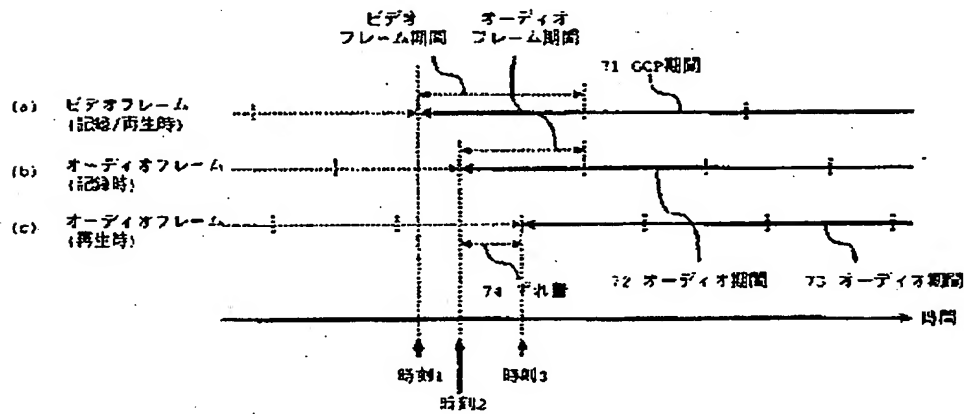 ビデオ
フレーム期間
オーディオ
フレーム期間
71 GOP期間
(a) ビデオフレーム
(記録/再生時)
(b) オーディオフレーム
(記録時)
(c) オーディオフレーム
(再生時)
74 ずれ量
72 オーディオ期間
73 オーディオ期間
時間
時刻1
時刻3
時刻2